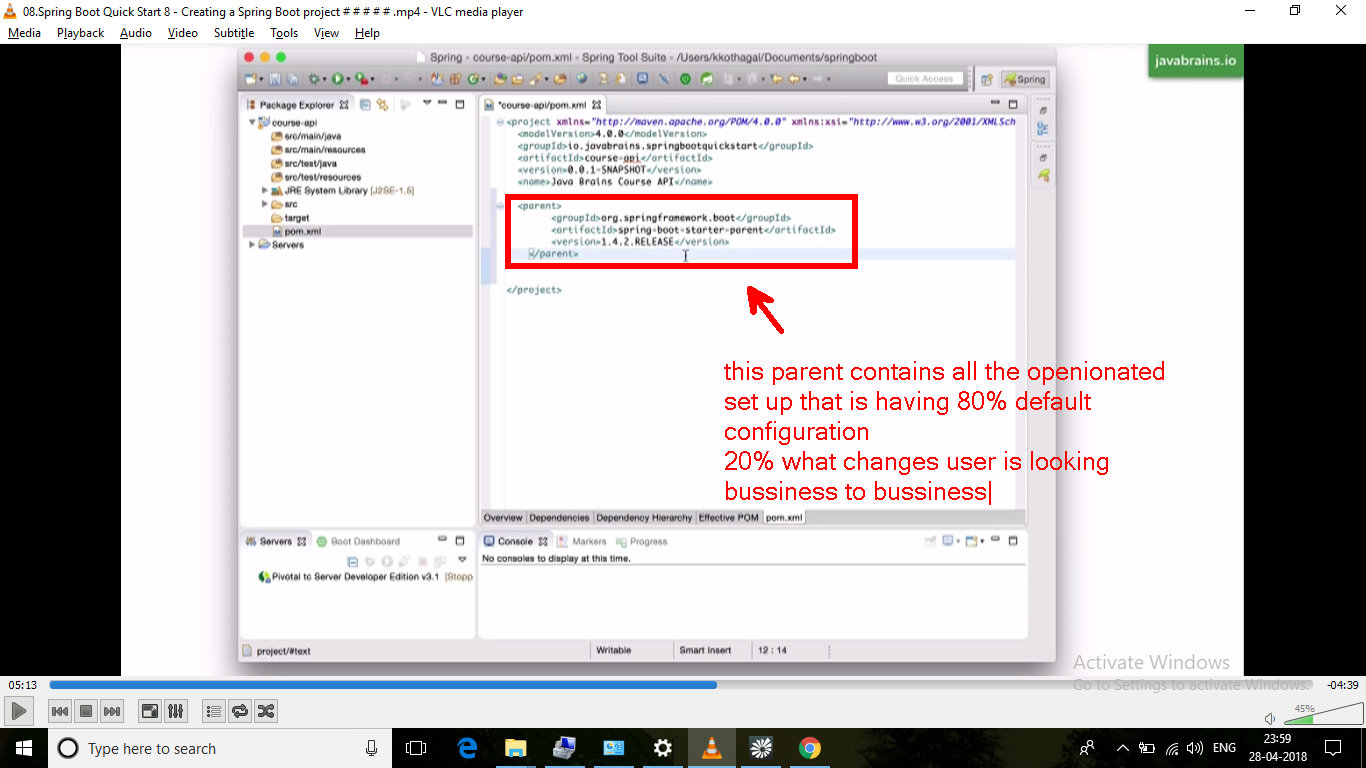 08.Spring Boot Quick Start 8 - Creating a Spring Boot project # # # # # .mp4 - VLC media player
Media Playback Audio Video Subtitle Tools View Help
Spring - course-api/pom.xml - Spring Tool Suite - /Users/kkothagal/Documents/springboot
javabrains.io
Quick Access
Spring
Package Explorer
*course-api/pom.xml
course-api
src/main/java
src/main/resources
src/test/java
src/test/resources
JRE System Library [J2SE-1.5]
src
target
pom.xml
Servers
<project xmlns="http://maven.apache.org/POM/4.0.0" xmlns:xsi="http://www.w3.org/2001/XMLSch
<modelVersion>4.0.0</modelVersion>
<groupId>io.javabrains.springbootquickstart</groupId>
<artifactId>course-api</artifactId>
<version>0.0.1-SNAPSHOT</version>
<name>Java Brains Course API</name>
<parent>
<groupId>org.springframework.boot</groupId>
<artifactId>spring-boot-starter-parent</artifactId>
<version>1.4.2.RELEASE</version>
</parent>
</project>
this parent contains all the openionated
set up that is having 80% default
configuration
20% what changes user is looking
bussiness to bussiness
Overview Dependencies Dependency Hierarchy Effective POM pom.xml
Servers Boot Dashboard
Console Markers Progress
No consoles to display at this time.
Pivotal tc Server Developer Edition v3.1 [Stopp
project/#text
Writable
Smart Insert
12 : 14
Activate Windows
Go to Settings to activate Windows.
05:13
-04:39
45%
Type here to search
ENG
23:59
28-04-2018